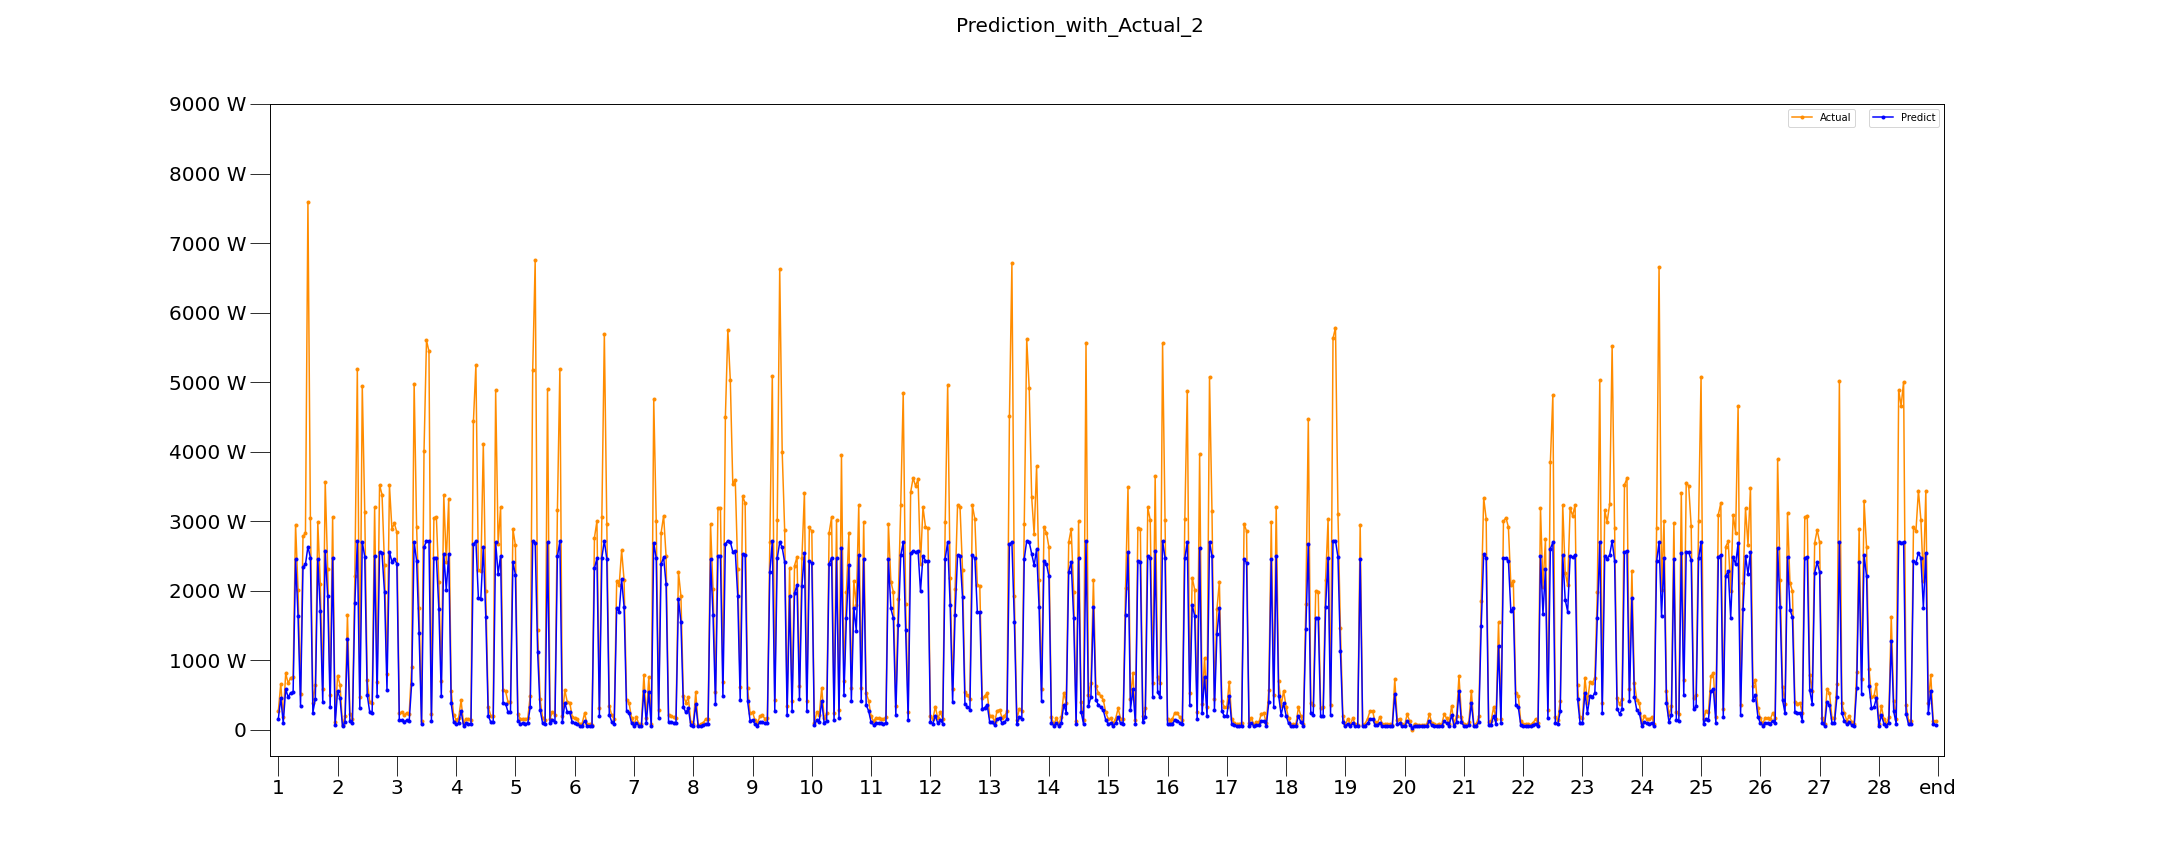 Prediction_with_Actual_2
Actual Predict
9000 W
8000 W
7000 W
6000 W
5000 W
4000 W
3000 W
2000 W
1000 W
0
1 2 3 4 5 6 7 8 9 10 11 12 13 14 15 16 17 18 19 20 21 22 23 24 25 26 27 28 end